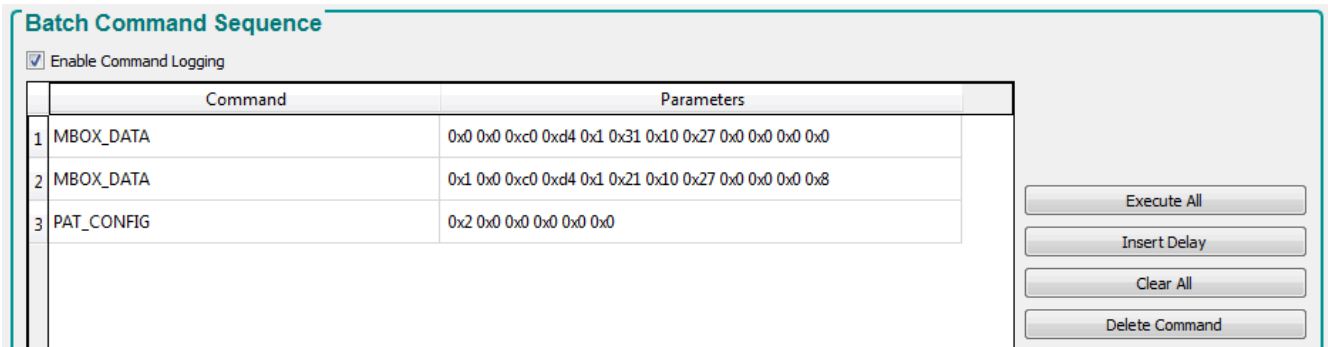 Batch Command Sequence
Enable Command Logging
Command Parameters
1 MBOX_DATA 0x0 0x0 0xc0 0xd4 0x1 0x31 0x10 0x27 0x0 0x0 0x0 0x0
2 MBOX_DATA 0x1 0x0 0xc0 0xd4 0x1 0x21 0x10 0x27 0x0 0x0 0x0 0x8
3 PAT_CONFIG 0x2 0x0 0x0 0x0 0x0 0x0
Execute All
Insert Delay
Clear All
Delete Command